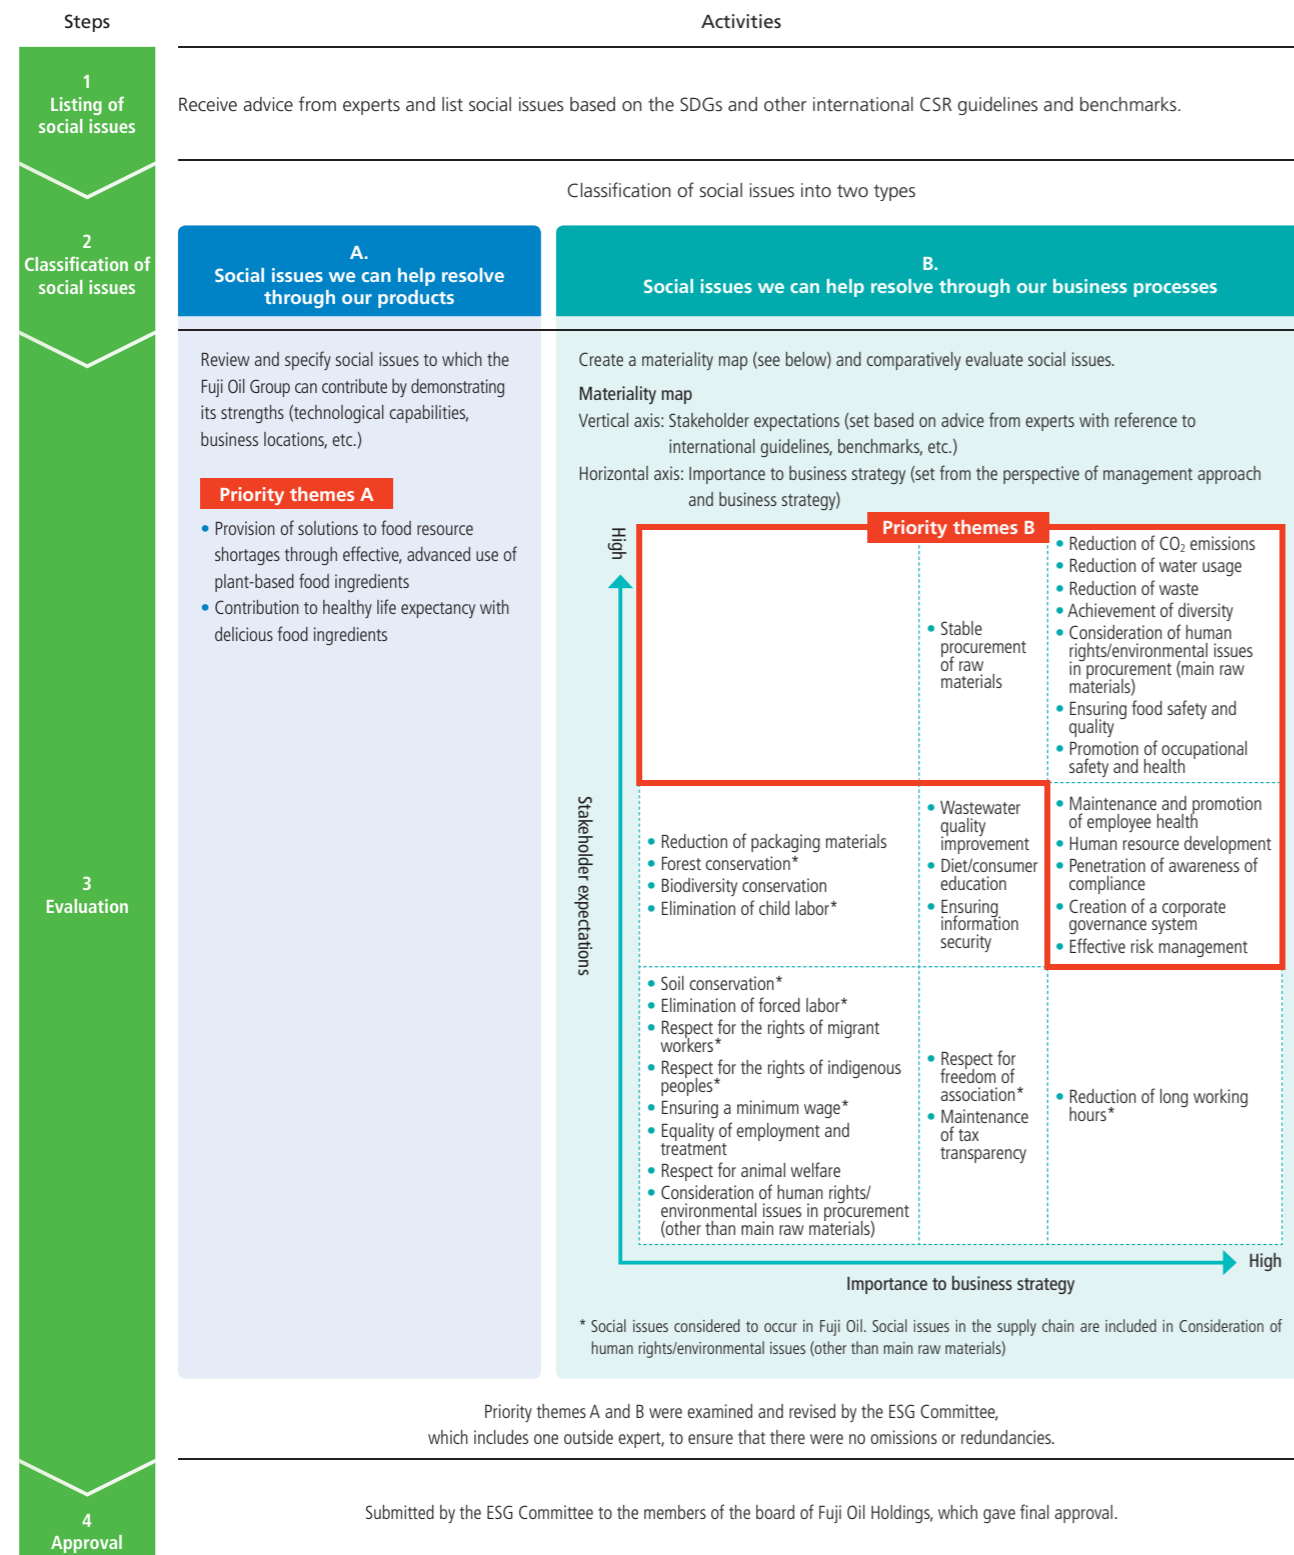 Steps
Activities
1
Listing of
social issues
Receive advice from experts and list social issues based on the SDGs and other international CSR guidelines and benchmarks.
Classification of social issues into two types
2
Classification of
social issues
A.
Social issues we can help resolve
through our products
B.
Social issues we can help resolve through our business processes
3
Evaluation
Review and specify social issues to which the
Fuji Oil Group can contribute by demonstrating
its strengths (technological capabilities,
business locations, etc.)
Priority themes A
• Provision of solutions to food resource
shortages through effective, advanced use of
plant-based food ingredients
• Contribution to healthy life expectancy with
delicious food ingredients
Create a materiality map (see below) and comparatively evaluate social issues.
Materiality map
Vertical axis: Stakeholder expectations (set based on advice from experts with reference to
international guidelines, benchmarks, etc.)
Horizontal axis: Importance to business strategy (set from the perspective of management approach
and business strategy)
High
Stakeholder expectations
Priority themes B
• Stable
procurement
of raw
materials
• Reduction of CO₂ emissions
• Reduction of water usage
• Reduction of waste
• Achievement of diversity
• Consideration of human
rights/environmental issues
in procurement (main raw
materials)
• Ensuring food safety and
quality
• Promotion of occupational
safety and health
• Reduction of packaging materials
• Forest conservation*
• Biodiversity conservation
• Elimination of child labor*
• Wastewater
quality
improvement
• Diet/consumer
education
• Ensuring
information
security
• Maintenance and promotion
of employee health
• Human resource development
• Penetration of awareness of
compliance
• Creation of a corporate
governance system
• Effective risk management
• Soil conservation*
• Elimination of forced labor*
• Respect for the rights of migrant
workers*
• Respect for the rights of indigenous
peoples*
• Ensuring a minimum wage*
• Equality of employment and
treatment
• Respect for animal welfare
• Consideration of human rights/
environmental issues in procurement
(other than main raw materials)
• Respect for
freedom of
association*
• Maintenance
of tax
transparency
• Reduction of long working
hours*
High
Importance to business strategy
* Social issues considered to occur in Fuji Oil. Social issues in the supply chain are included in Consideration of
human rights/environmental issues (other than main raw materials)
Priority themes A and B were examined and revised by the ESG Committee,
which includes one outside expert, to ensure that there were no omissions or redundancies.
4
Approval
Submitted by the ESG Committee to the members of the board of Fuji Oil Holdings, which gave final approval.